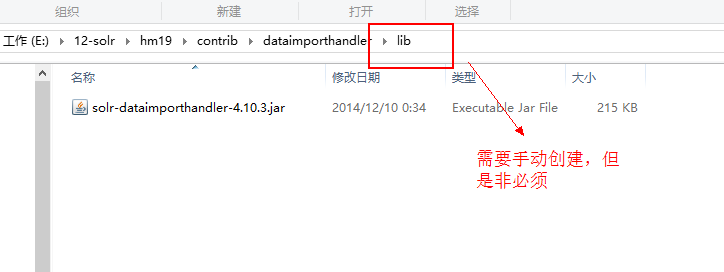 组织 新建 打开 选择
工作 (E:) 12-solr hm19 contrib dataimporthandler lib
名称 修改日期 类型 大小
solr-dataimporthandler-4.10.3.jar 2014/12/10 0:34 Executable Jar File 215 KB
需要手动创建，但
是非必须